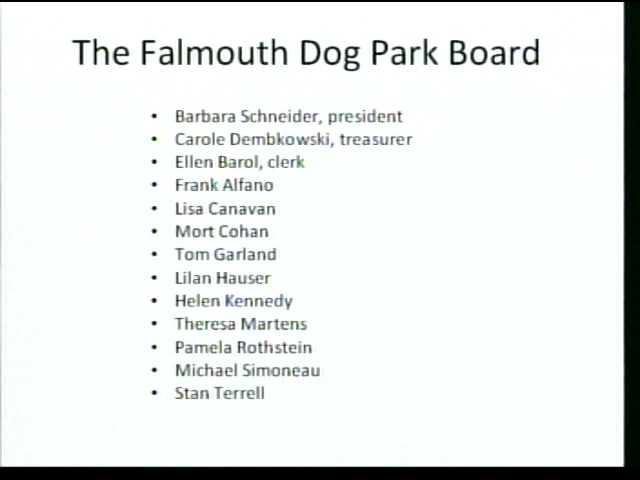 The Falmouth Dog Park Board
• Barbara Schneider, president
• Carole Dembkowski, treasurer
• Ellen Barol, clerk
• Frank Alfano
• Lisa Canavan
• Mort Cohan
• Tom Garland
• Lilan Hauser
• Helen Kennedy
• Theresa Martens
• Pamela Rothstein
• Michael Simoneau
• Stan Terrell